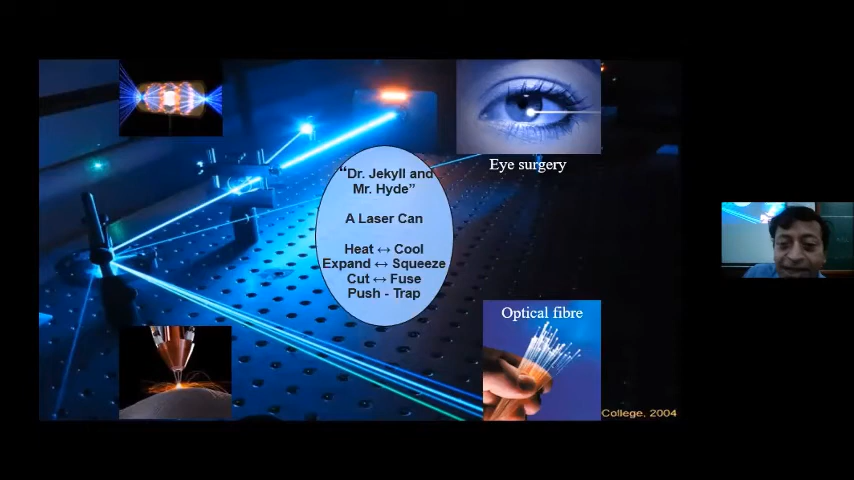 Eye surgery
"Dr. Jekyll and
Mr. Hyde"
A Laser Can
Heat ↔ Cool
Expand ↔ Squeeze
Cut ↔ Fuse
Push - Trap
Optical fibre
College, 2004